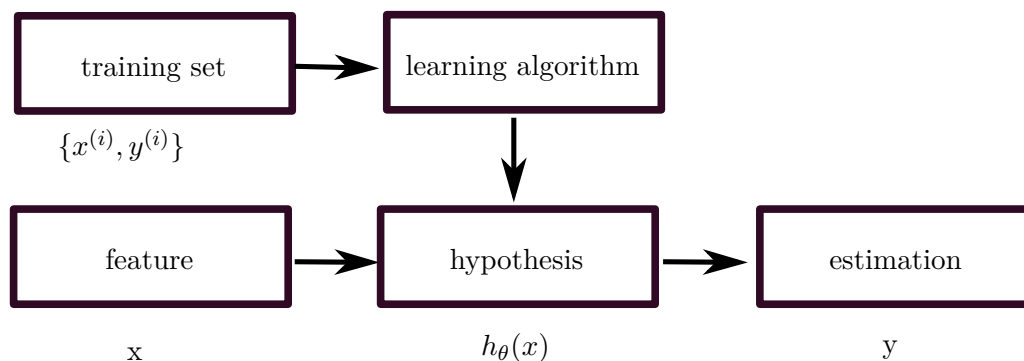 training set
learning algorithm
{x^(i), y^(i)}
feature
hypothesis
estimation
x
h_θ(x)
y